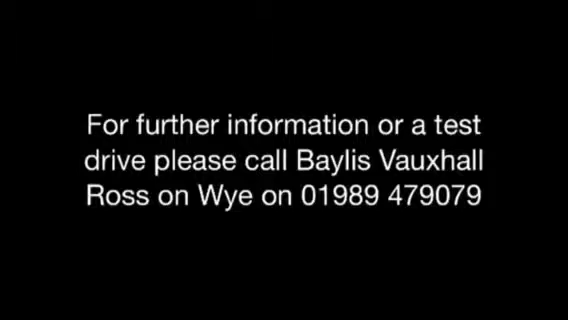 For further information or a test
drive please call Baylis Vauxhall
Ross on Wye on 01989 479079